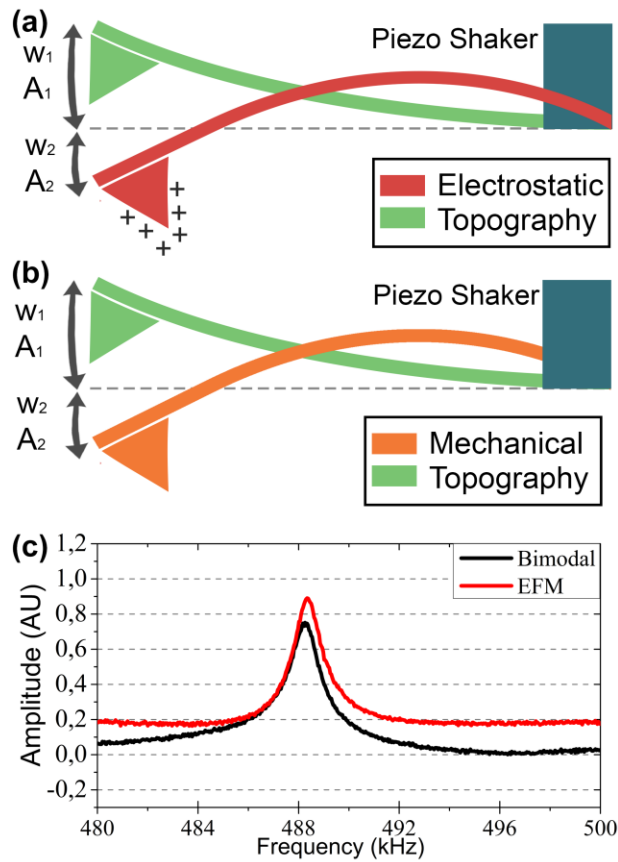 (a)
Piezo Shaker
w1
A1
w2
A2
+ + + + + + +
Electrostatic
Topography
(b)
Piezo Shaker
w1
A1
w2
A2
Mechanical
Topography
(c)
Bimodal
EFM
Amplitude (AU)
1,2
1,0
0,8
0,6
0,4
0,2
0,0
-0,2
480 484 488 492 496 500
Frequency (kHz)